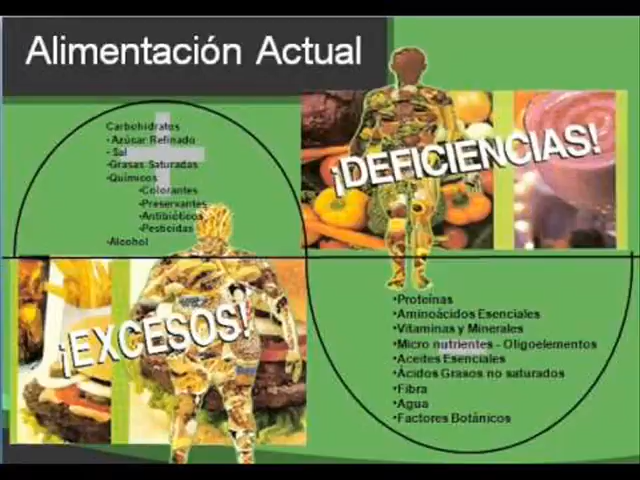 Alimentación Actual
Carbohidratos
• Azúcar Refinado
• Sal
•Grasas Saturadas
•Químicos
•Colorantes
•Preservantes
•Antibióticos
•Pesticidas
•Alcohol
¡DEFICIENCIAS!
¡EXCESOS!
•Proteínas
•Aminoácidos Esenciales
•Vitaminas y Minerales
•Micro nutrientes - Oligoelementos
•Acedes Esenciales
•Ácidos Grasos no saturados
•Fibra
•Agua
•Factores Botánicos